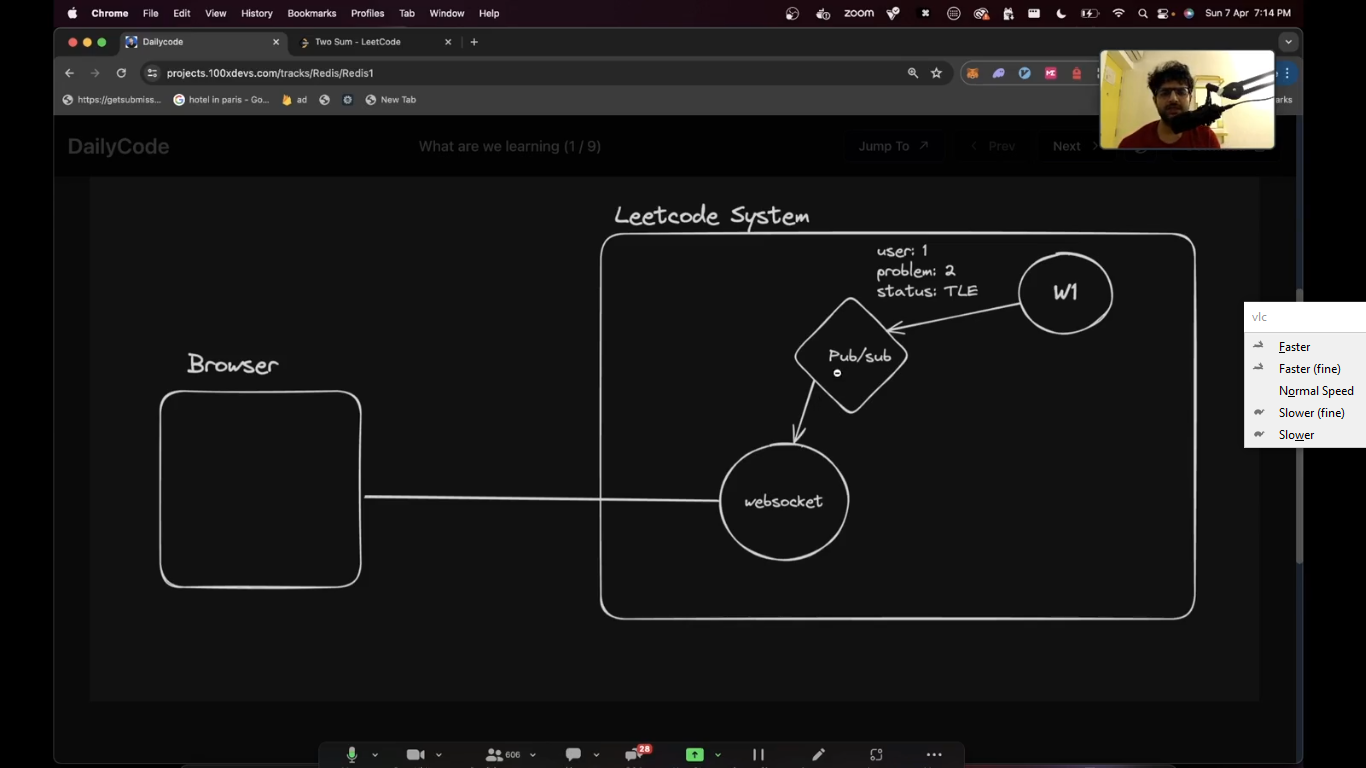 Chrome File Edit View History Bookmarks Profiles Tab Window Help
zoom
Sun 7 Apr 7:14 PM
Dailycode
Two Sum - LeetCode
projects.100xdevs.com/tracks/Redis/Redis1
https://getsubmiss...
hotel in paris - Go...
ad
New Tab
arks
DailyCode
What are we learning (1 / 9)
Jump To
Prev
Next
Leetcode System
user: 1
problem: 2
status: TLE
W1
Pub/sub
Browser
websocket
vlc
Faster
Faster (fine)
Normal Speed
Slower (fine)
Slower
606
28